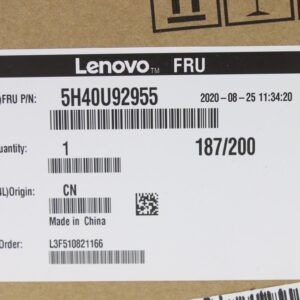 Lenovo™ FRU
)FRU P/N: 5H40U92955 2020-08-25 11:34:20
uantity: 1 187/200
4L)Origin: CN
Made in China
Order: L3F510821166